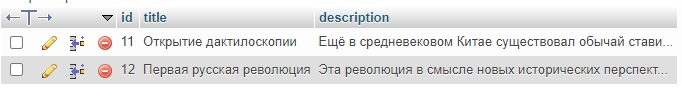 id title description
11 Открытие дактилоскопии Ещё в средневековом Китае существовал обычай стави...
12 Первая русская революция Эта революция в смысле новых исторических перспект...